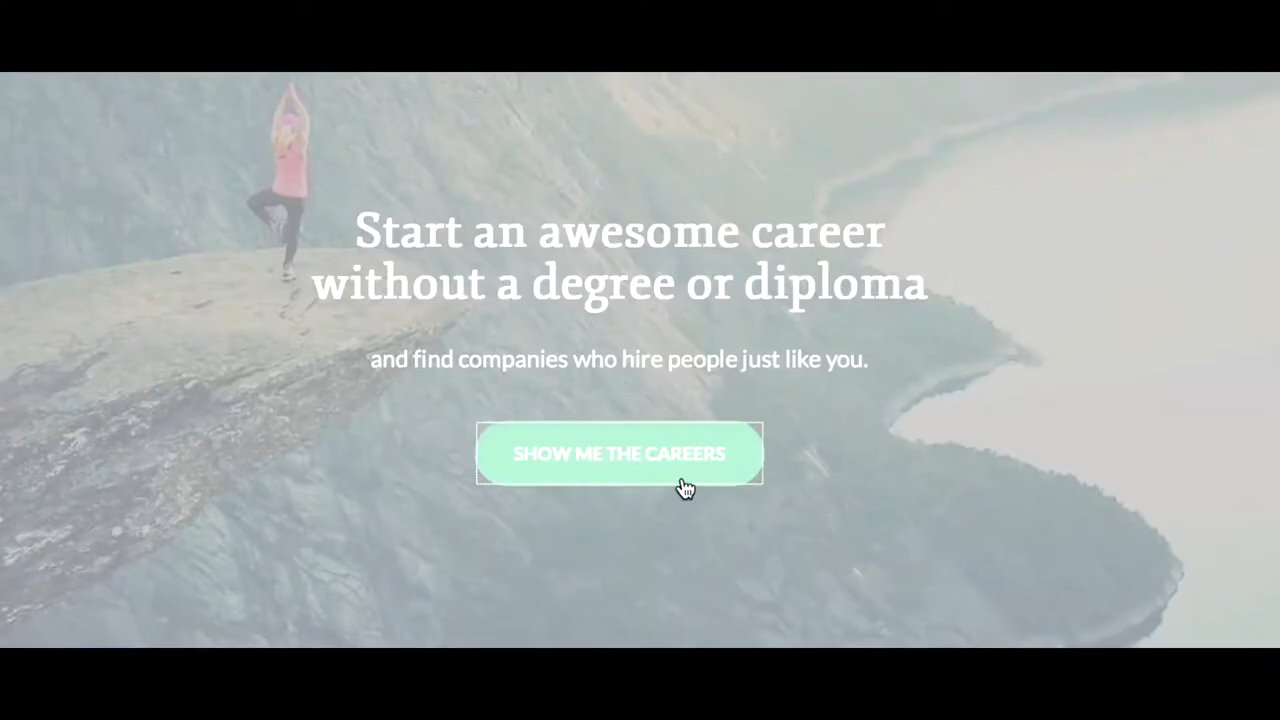 Start an awesome career
without a degree or diploma
and find companies who hire people just like you.
SHOW ME THE CAREERS